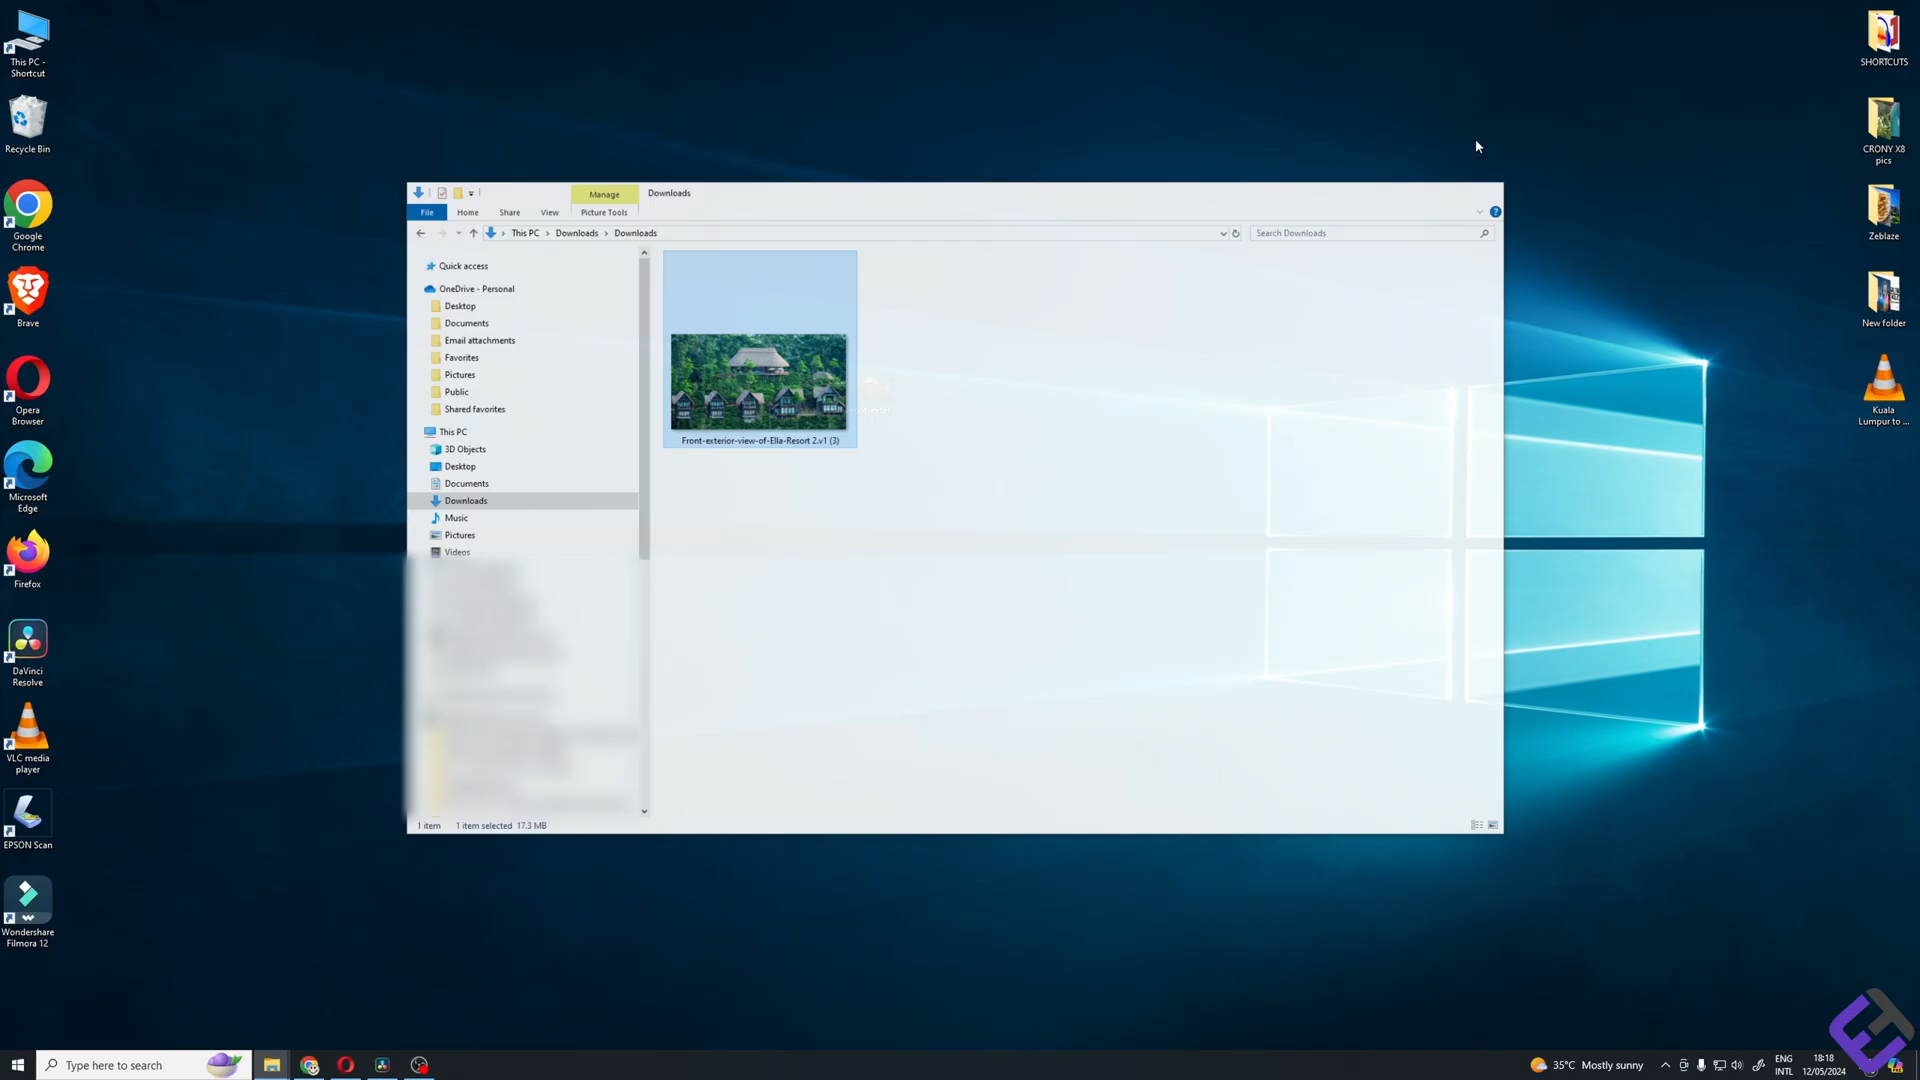 This PC -
Shortcut
Recycle Bin
Google
Chrome
Brave
Opera
Browser
Microsoft
Edge
Firefox
DaVinci
Resolve
VLC media
player
EPSON Scan
Wondershare
Filmora 12
Manage
Downloads
File
Home
Share
View
Picture Tools
This PC
Downloads
Downloads
Search Downloads
Quick access
OneDrive - Personal
Desktop
Documents
Email attachments
Favorites
Pictures
Public
Shared favorites
This PC
3D Objects
Desktop
Documents
Downloads
Music
Pictures
Videos
Front-exterior-view-of-Ella-Resort 2.v1 (3)
1 item
1 item selected 17.3 MB
SHORTCUTS
CRONY X8
pics
Zeblaze
New folder
Kuala
Lumpur to ...
Type here to search
35°C Mostly sunny
ENG
INTL
18:18
12/05/2024